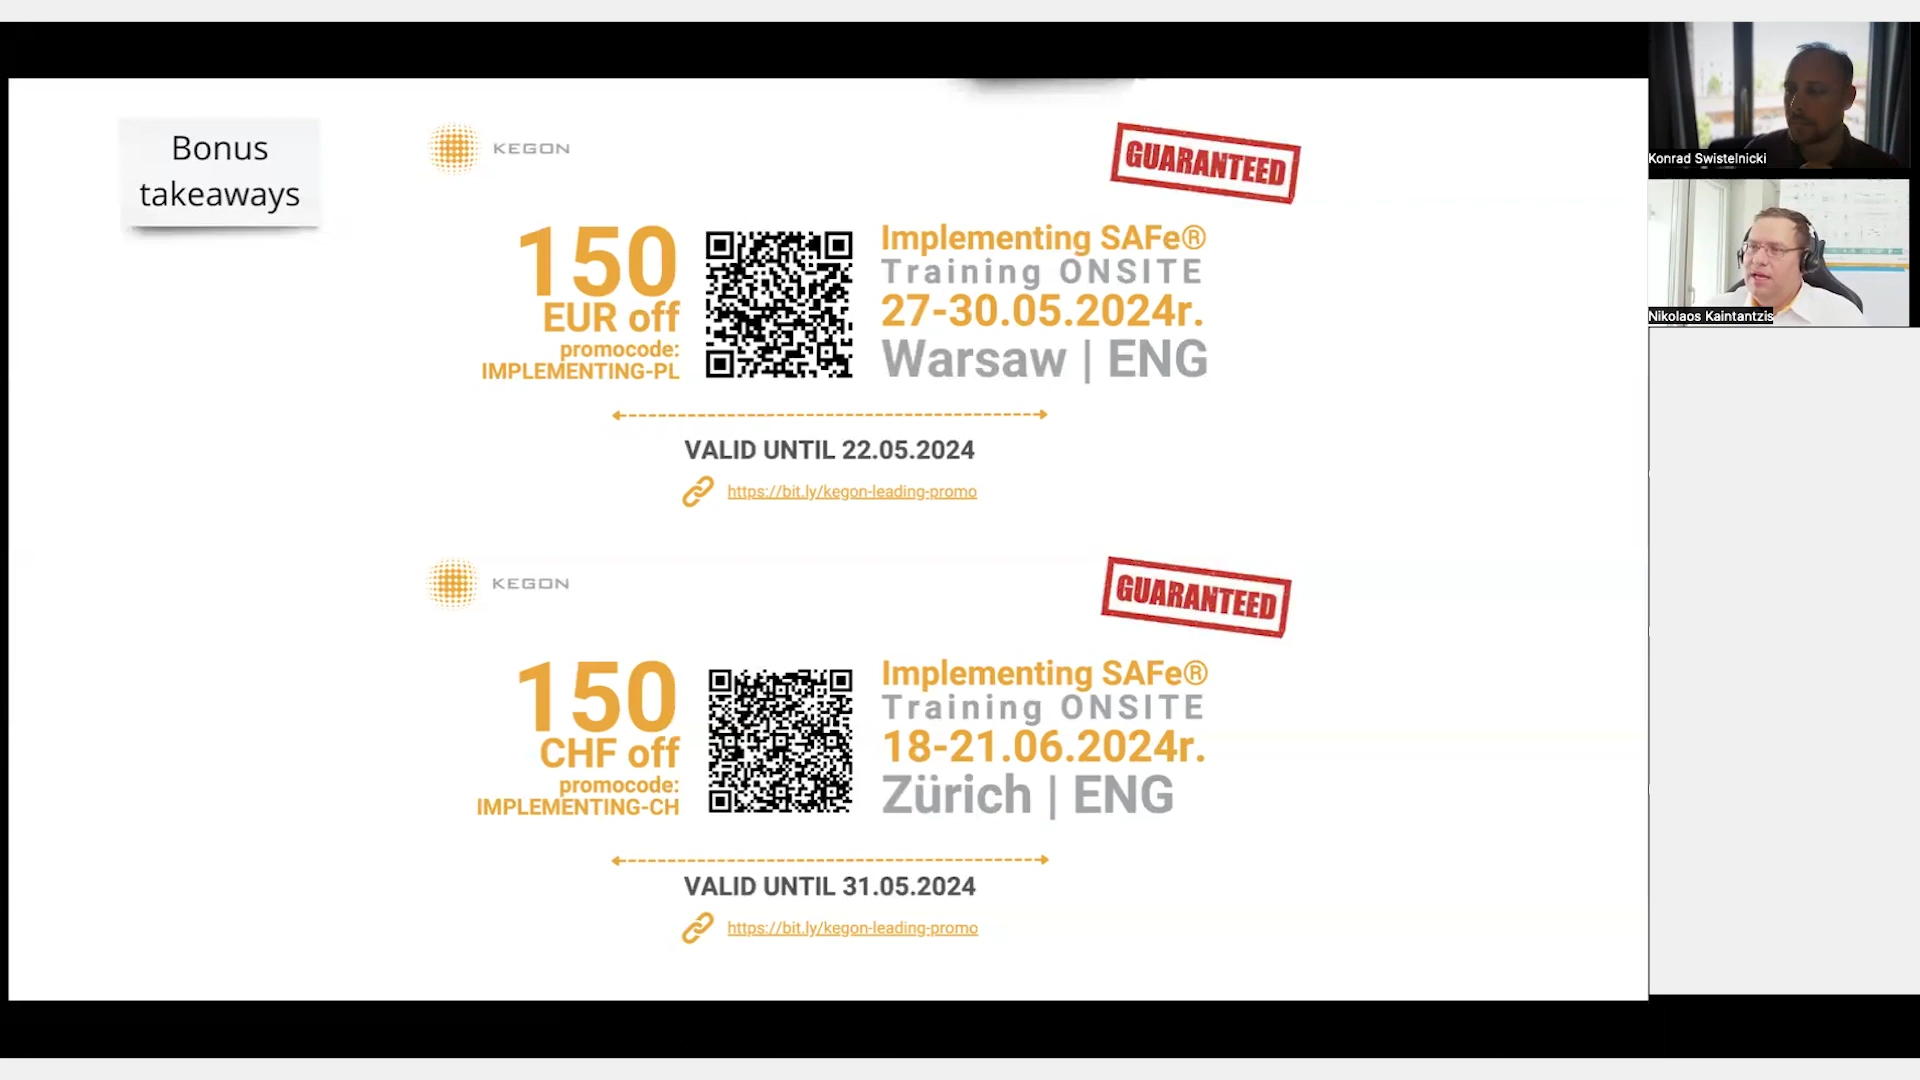 Bonus
takeaways
KEGON
GUARANTEED
150
EUR off
promocode:
IMPLEMENTING-PL
Implementing SAFe®
Training ONSITE
27-30.05.2024r.
Warsaw | ENG
VALID UNTIL 22.05.2024
https://bit.ly/kegon-leading-promo
KEGON
GUARANTEED
150
CHF off
promocode:
IMPLEMENTING-CH
Implementing SAFe®
Training ONSITE
18-21.06.2024r.
Zürich | ENG
VALID UNTIL 31.05.2024
https://bit.ly/kegon-leading-promo
Konrad Swistelnicki
Nikolaos Kaintantzis